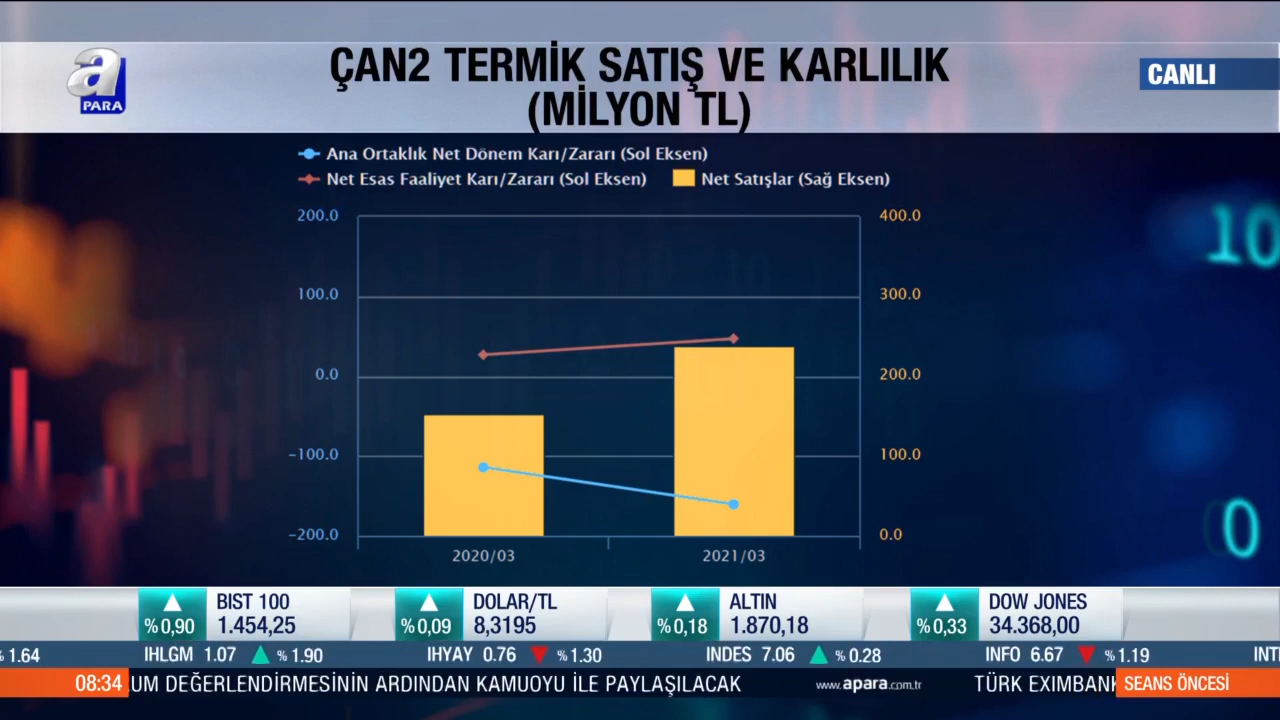 ÇAN2 TERMİK SATIŞ VE KARLILIK
(MİLYON TL)
a
PARA
CANLI
Ana Ortaklık Net Dönem Karı/Zararı (Sol Eksen)
Net Esas Faaliyet Karı/Zararı (Sol Eksen) Net Satışlar (Sağ Eksen)
200.0 400.0
100.0 300.0
0.0 200.0
-100.0 100.0
-200.0 0.0
2020/03 2021/03
10
0
BIST 100 DOLAR/TL ALTIN DOW JONES
%0,90 1.454,25 %0,09 8,3195 %0,18 1.870,18 %0,33 34.368,00
% 1.64 IHLGM 1.07 % 1.90 IHYAY 0.76 % 1.30 INDES 7.06 % 0.28 INFO 6.67 % 1.19 INT
08:34 UM DEĞERLENDİRMESİNİN ARDINDAN KAMUOYU İLE PAYLAŞILACAK www.apara.com.tr TÜRK EXIMBANK SEANS ÖNCESİ